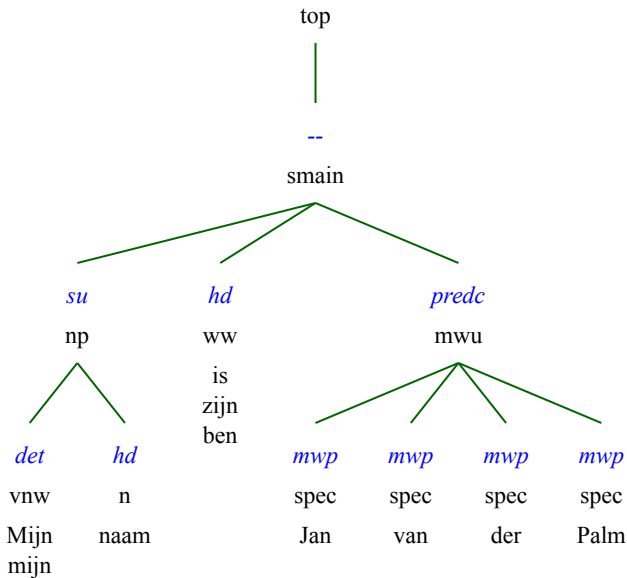 top
--
smain
su hd predc
np ww mwu
is
zijn
ben
det hd mwp mwp mwp mwp
vnw n spec spec spec spec
Mijn naam Jan van der Palm
mijn